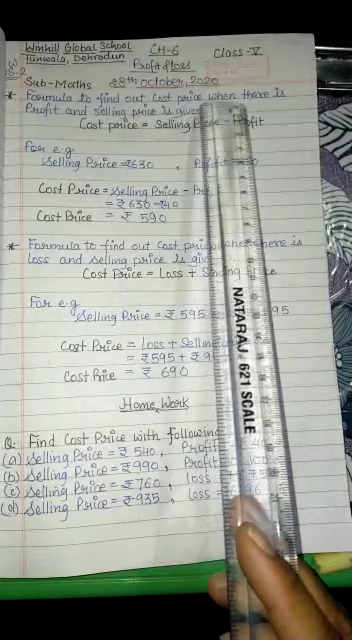 Winhill Global School CH-6 Class-V
Tunwala, Dehradun Profit & loss
Sub-Maths 28th october, 2020
* Formula to find out cost price when there is
Profit and selling price is given
Cost price = Selling Price - Profit
For e.g.
Selling Price = ₹630 ,
Cost Price = Selling Price -
= ₹ 630 - ₹40
Cost Price = ₹ 590
* Formula to find out cost price when there is
loss and selling price is
Cost Price = Loss + Selling Price
For e.g
Selling Price = ₹ 595 95
Cost Price = Loss + Selling
= ₹595 + ₹ 9
Cost Price = ₹ 690
Home Work
Q: Find Cost Price with following
(a) Selling Price = ₹ 540, Profit
(b) Selling Price = ₹990, Profit
(c) Selling Price = ₹760, loss =
(d) Selling Price = ₹935, loss =
NATARAJ 621 SCALE